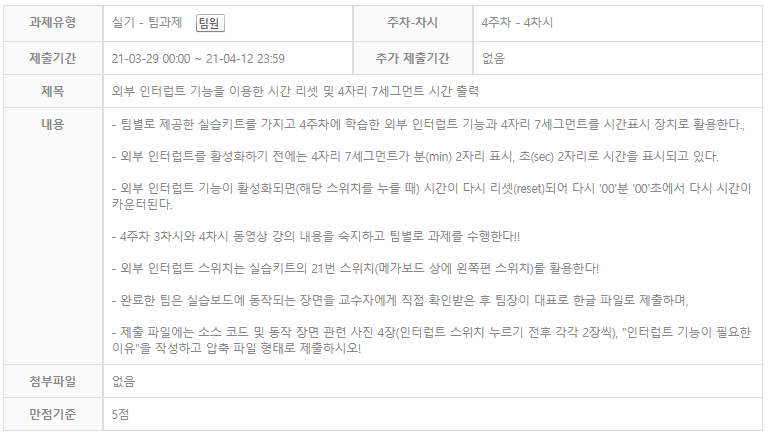 과제유형 실기 - 팀과제 팀원 주차-차시 4주차 - 4차시
제출기간 21-03-29 00:00 ~ 21-04-12 23:59 추가 제출기간 없음
제목 외부 인터럽트 기능을 이용한 시간 리셋 및 4자리 7세그먼트 시간 출력
내용 - 팀별로 제공한 실습키트를 가지고 4주차에 학습한 외부 인터럽트 기능과 4자리 7세그먼트를 시간표시 장치로 활용한다.,
- 외부 인터럽트를 활성화하기 전에는 4자리 7세그먼트가 분(min) 2자리 표시, 초(sec) 2자리로 시간을 표시되고 있다.
- 외부 인터럽트 기능이 활성화되면(해당 스위치를 누를 때) 시간이 다시 리셋(reset)되어 다시 '00'분 '00'초에서 다시 시간이
카운터된다.
- 4주차 3차시와 4차시 동영상 강의 내용을 숙지하고 팀별로 과제를 수행한다!!
- 외부 인터럽트 스위치는 실습키트의 21번 스위치(메가보드 상에 왼쪽편 스위치)를 활용한다!
- 완료한 팀은 실습보드에 동작되는 장면을 교수자에게 직접 확인받은 후 팀장이 대표로 한글 파일로 제출하며,
- 제출 파일에는 소스 코드 및 동작 장면 관련 사진 4장(인터럽트 스위치 누르기 전후 각각 2장씩), "인터럽트 기능이 필요한
이유"을 작성하고 압축 파일 형태로 제출하시오!
첨부파일 없음
만점기준 5점